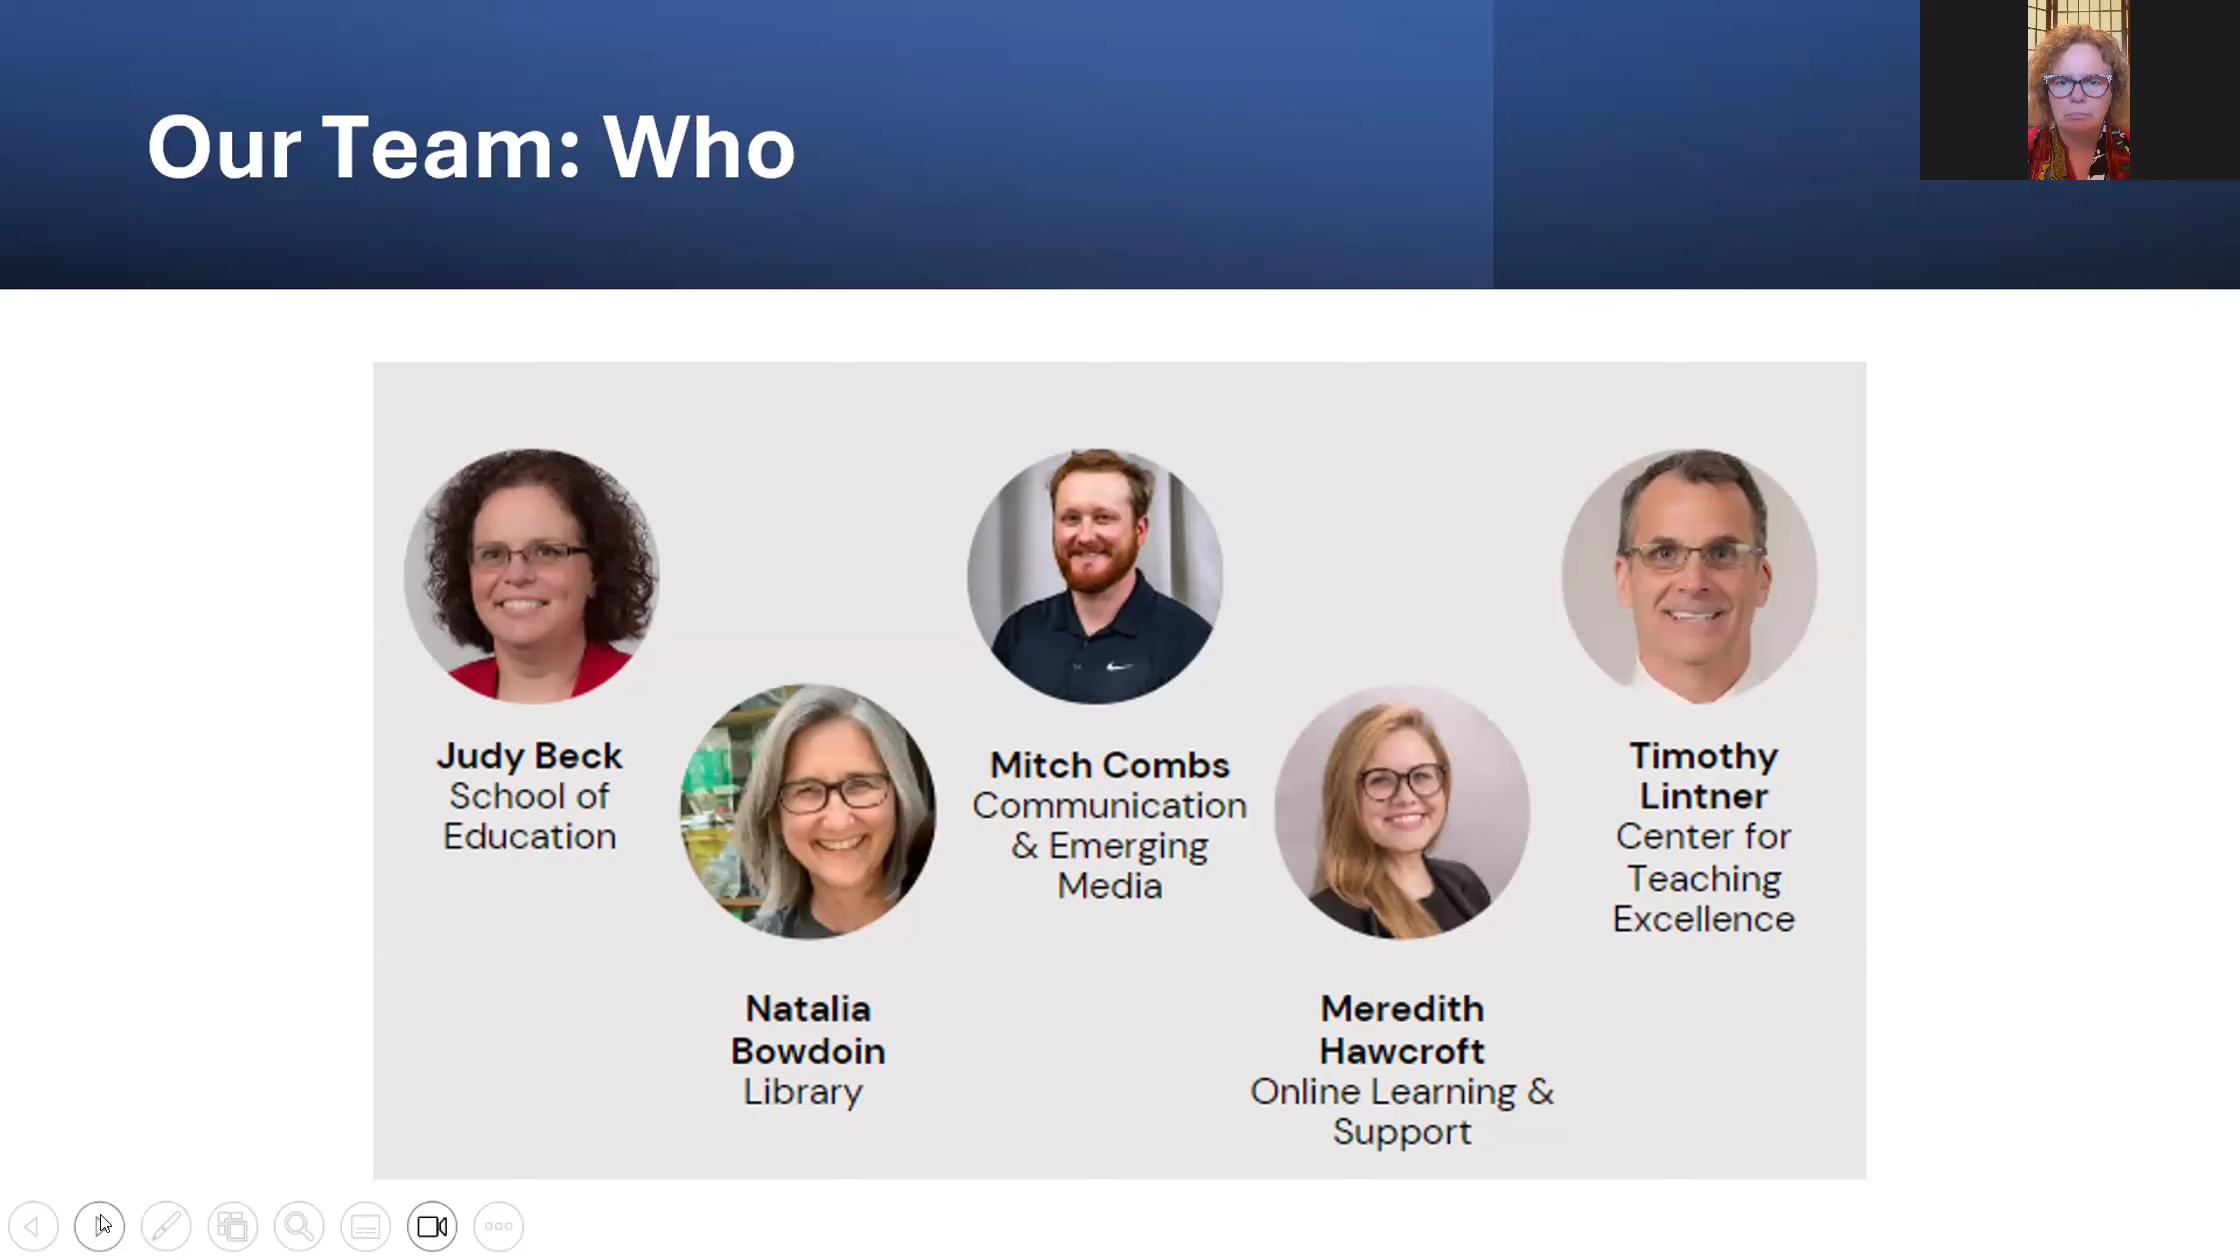 Our Team: Who
Judy Beck
School of
Education
Natalia
Bowdoin
Library
Mitch Combs
Communication
& Emerging
Media
Meredith
Hawcroft
Online Learning &
Support
Timothy
Lintner
Center for
Teaching
Excellence